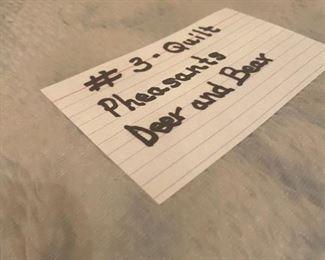 # 3 - Quilt
Pheasants
Deer and Bear